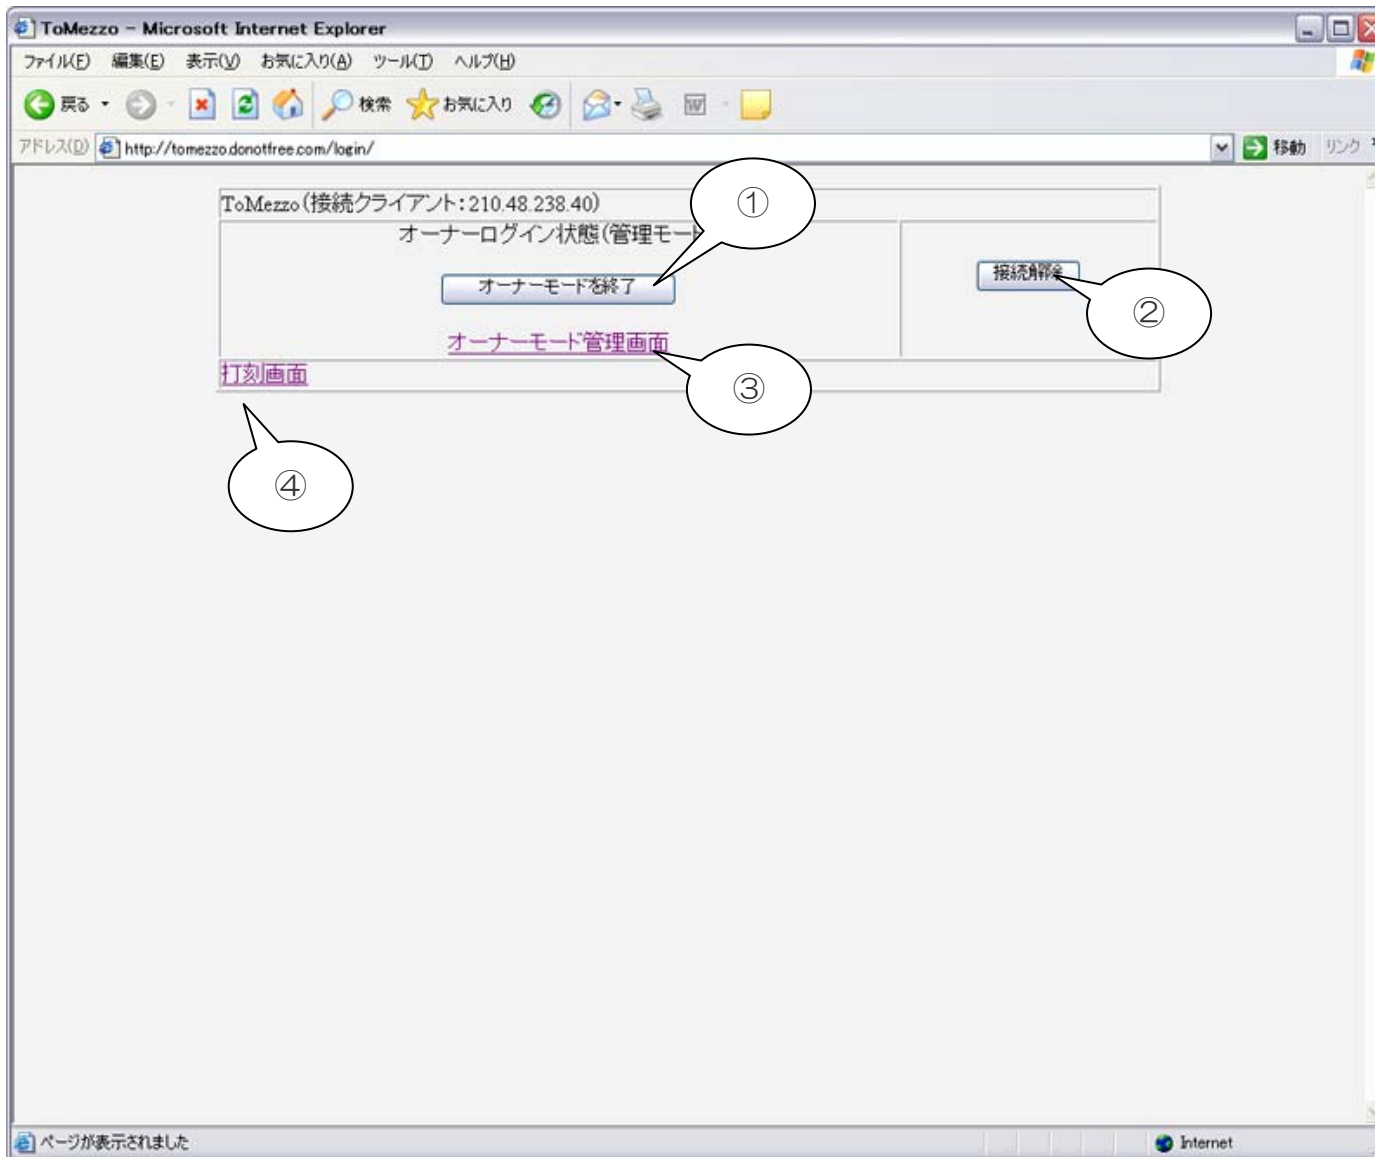 ToMezzo - Microsoft Internet Explorer
ファイル(F) 編集(E) 表示(V) お気に入り(A) ツール(T) ヘルプ(H)
戻る 検索 お気に入り
アドレス(D) http://tomezzo.donotfree.com/login/ 移動 リンク
ToMezzo(接続クライアント:210.48.238.40)
①
オーナーログイン状態(管理モー
オーナーモードを終了
接続解除
②
オーナーモード管理画面
③
打刻画面
④
ページが表示されました Internet